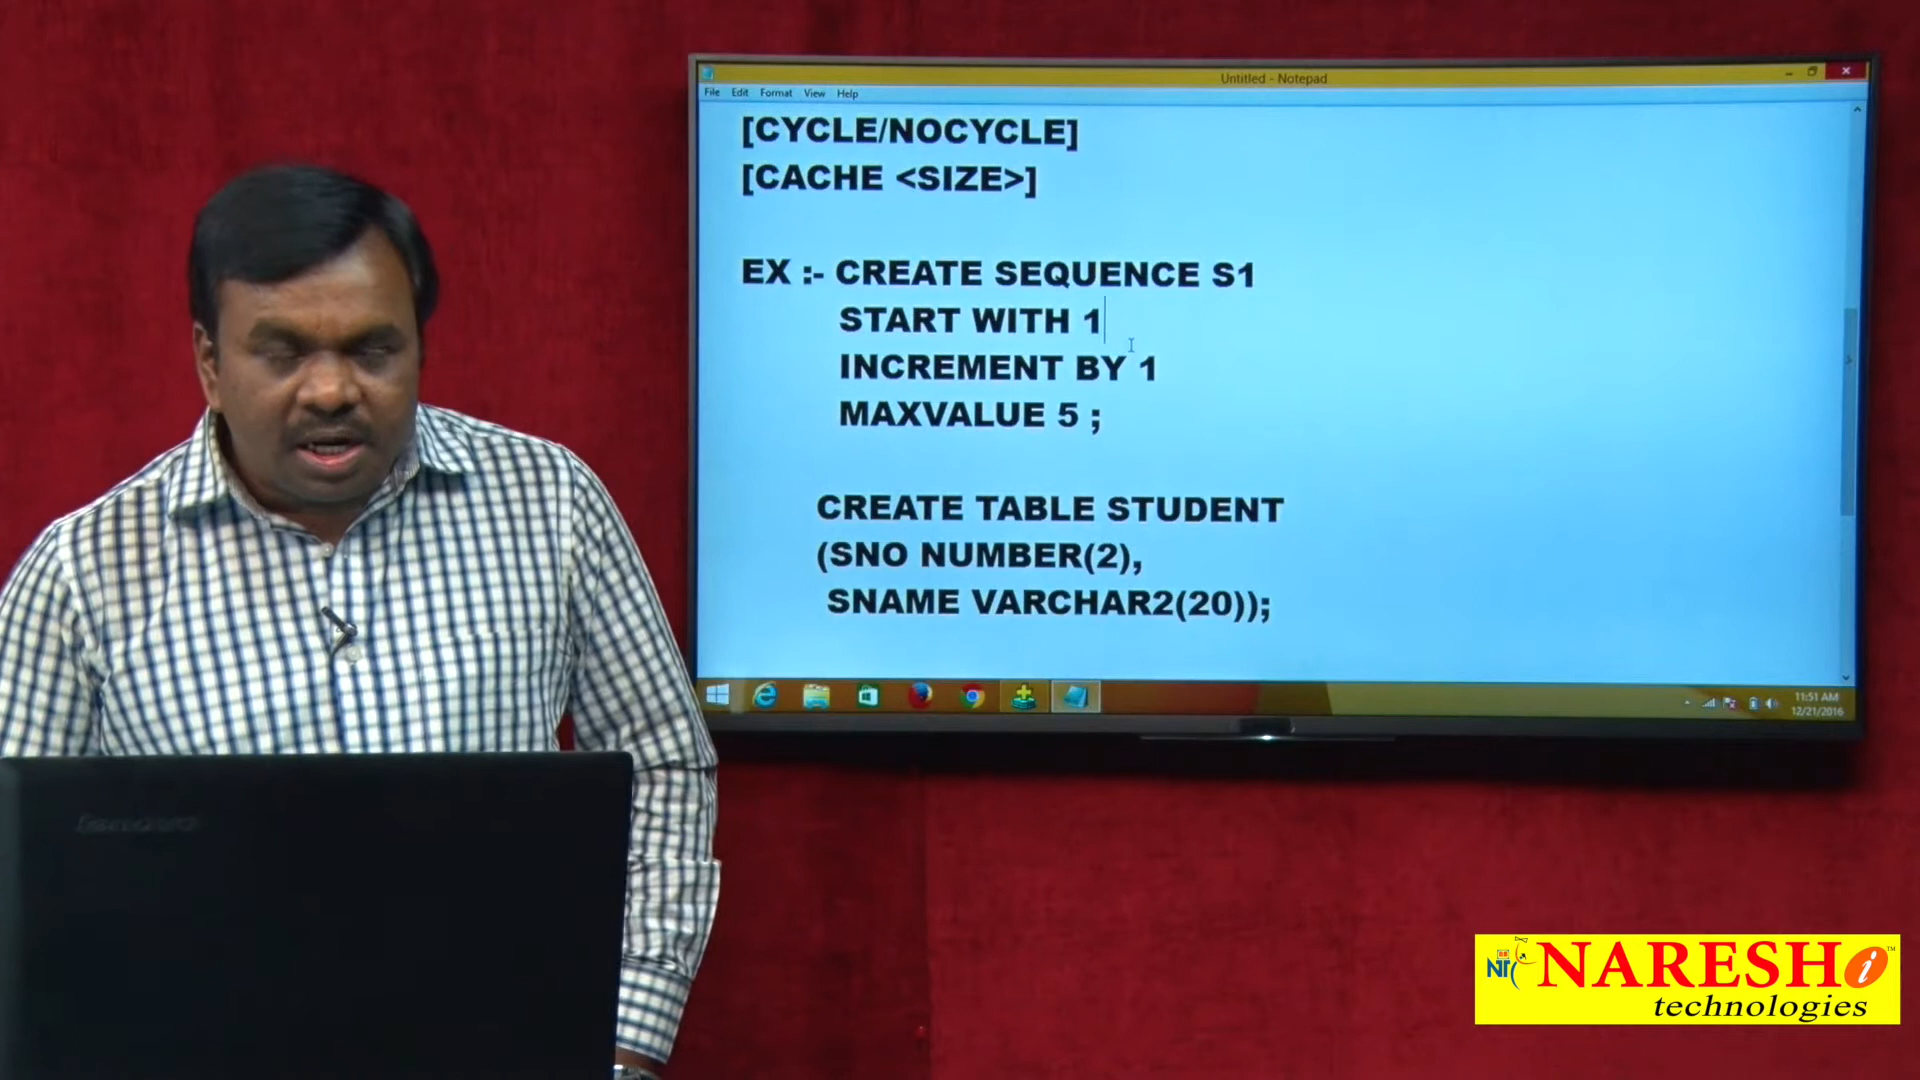 Untitled - Notepad
File Edit Format View Help
[CYCLE/NOCYCLE]
[CACHE <SIZE>]
EX :- CREATE SEQUENCE S1
START WITH 1
INCREMENT BY 1
MAXVALUE 5 ;
CREATE TABLE STUDENT
(SNO NUMBER(2),
SNAME VARCHAR2(20));
11:51 AM
12/21/2016
NARESH i ™
technologies